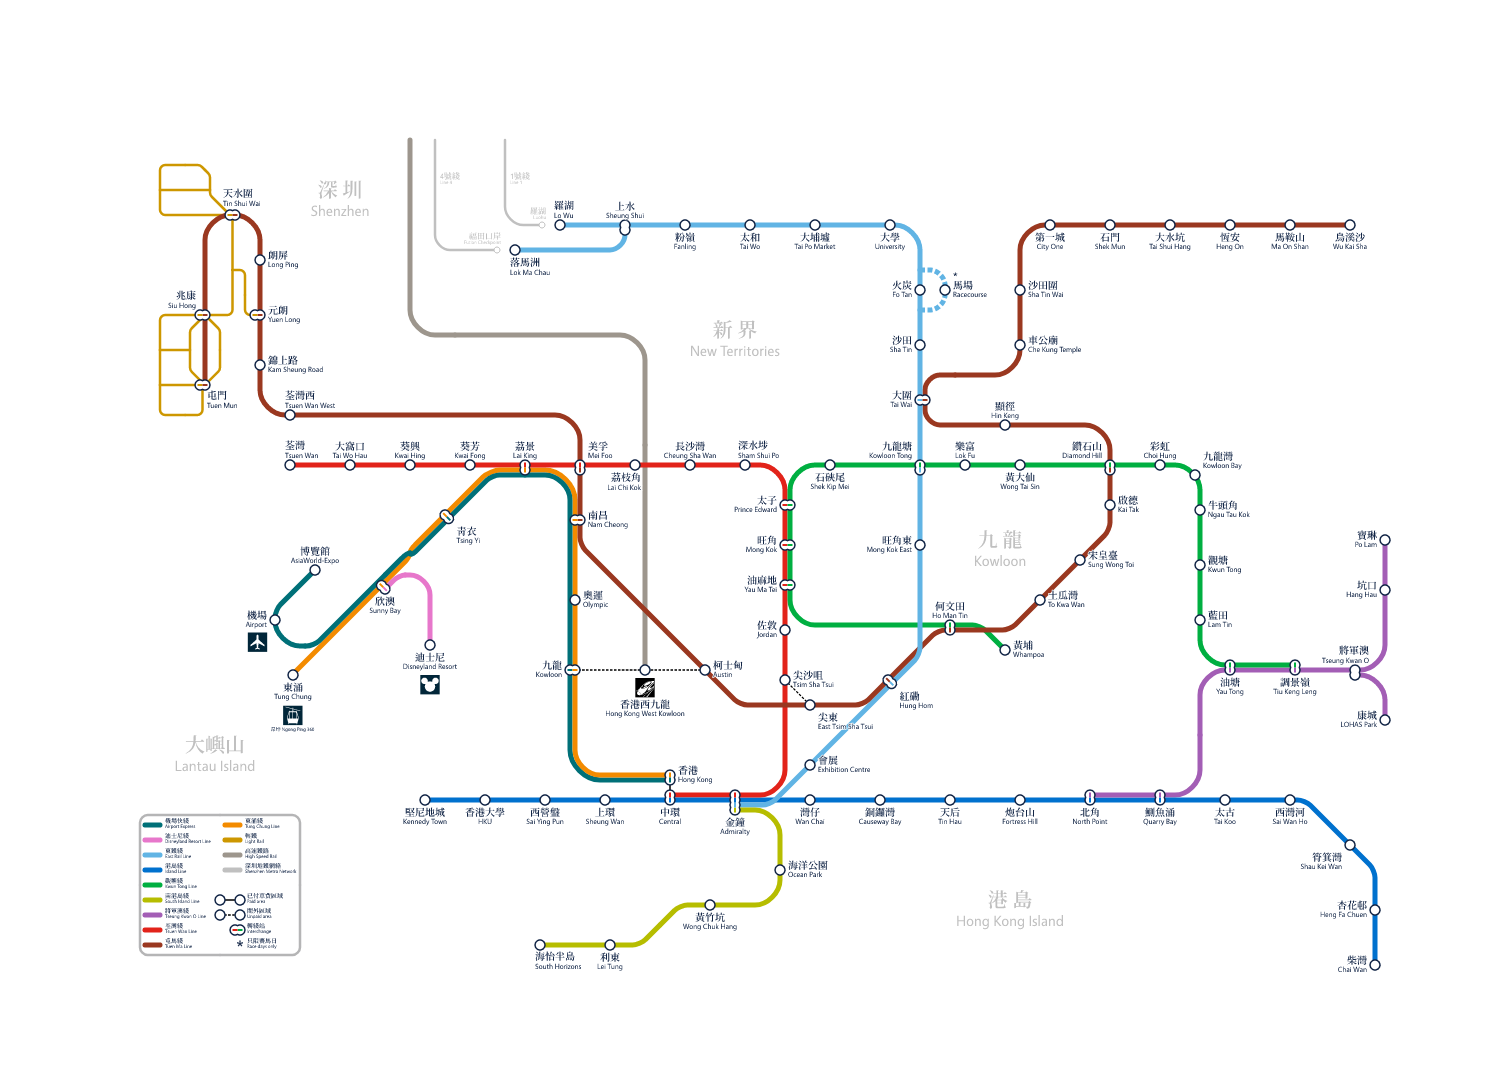 深圳
Shenzhen
4號綫
Line 4
1號綫
Line 1
羅湖
Luohu
福田口岸
Futian Checkpoint
天水圍
Tin Shui Wai
朗屏
Long Ping
兆康
Siu Hong
元朗
Yuen Long
錦上路
Kam Sheung Road
屯門
Tuen Mun
荃灣西
Tsuen Wan West
羅湖
Lo Wu
上水
Sheung Shui
落馬洲
Lok Ma Chau
粉嶺
Fanling
太和
Tai Wo
大埔墟
Tai Po Market
大學
University
火炭
Fo Tan
*
馬場
Racecourse
沙田
Sha Tin
大圍
Tai Wai
第一城
City One
石門
Shek Mun
大水坑
Tai Shui Hang
恆安
Heng On
馬鞍山
Ma On Shan
烏溪沙
Wu Kai Sha
沙田圍
Sha Tin Wai
車公廟
Che Kung Temple
新界
New Territories
顯徑
Hin Keng
荃灣
Tsuen Wan
大窩口
Tai Wo Hau
葵興
Kwai Hing
葵芳
Kwai Fong
荔景
Lai King
美孚
Mei Foo
荔枝角
Lai Chi Kok
長沙灣
Cheung Sha Wan
深水埗
Sham Shui Po
石硤尾
Shek Kip Mei
九龍塘
Kowloon Tong
樂富
Lok Fu
黃大仙
Wong Tai Sin
鑽石山
Diamond Hill
彩虹
Choi Hung
九龍灣
Kowloon Bay
太子
Prince Edward
旺角
Mong Kok
油麻地
Yau Ma Tei
佐敦
Jordan
尖沙咀
Tsim Sha Tsui
尖東
East Tsim Sha Tsui
旺角東
Mong Kok East
九龍
Kowloon
啟德
Kai Tak
宋皇臺
Sung Wong Toi
土瓜灣
To Kwa Wan
何文田
Ho Man Tin
黃埔
Whampoa
紅磡
Hung Hom
會展
Exhibition Centre
牛頭角
Ngau Tau Kok
觀塘
Kwun Tong
藍田
Lam Tin
油塘
Yau Tong
調景嶺
Tiu Keng Leng
將軍澳
Tseung Kwan O
寶琳
Po Lam
坑口
Hang Hau
康城
LOHAS Park
南昌
Nam Cheong
青衣
Tsing Yi
博覽館
AsiaWorld-Expo
機場
Airport
欣澳
Sunny Bay
迪士尼
Disneyland Resort
東涌
Tung Chung
昂坪 Ngong Ping 360
奧運
Olympic
九龍
Kowloon
柯士甸
Austin
香港西九龍
Hong Kong West Kowloon
大嶼山
Lantau Island
香港
Hong Kong
堅尼地城
Kennedy Town
香港大學
HKU
西營盤
Sai Ying Pun
上環
Sheung Wan
中環
Central
金鐘
Admiralty
灣仔
Wan Chai
銅鑼灣
Causeway Bay
天后
Tin Hau
炮台山
Fortress Hill
北角
North Point
鰂魚涌
Quarry Bay
太古
Tai Koo
西灣河
Sai Wan Ho
筲箕灣
Shau Kei Wan
杏花邨
Heng Fa Chuen
柴灣
Chai Wan
海洋公園
Ocean Park
黃竹坑
Wong Chuk Hang
利東
Lei Tung
海怡半島
South Horizons
港島
Hong Kong Island
機場快綫
Airport Express
迪士尼綫
Disneyland Resort Line
東鐵綫
East Rail Line
港島綫
Island Line
觀塘綫
Kwun Tong Line
南港島綫
South Island Line
將軍澳綫
Tseung Kwan O Line
荃灣綫
Tsuen Wan Line
屯馬綫
Tuen Ma Line
東涌綫
Tung Chung Line
輕鐵
Light Rail
高速鐵路
High Speed Rail
深圳地鐵網絡
Shenzhen Metro Network
已付車費區域
Paid area
閘外區域
Unpaid area
轉綫站
Interchange
*
只限賽馬日
Race days only